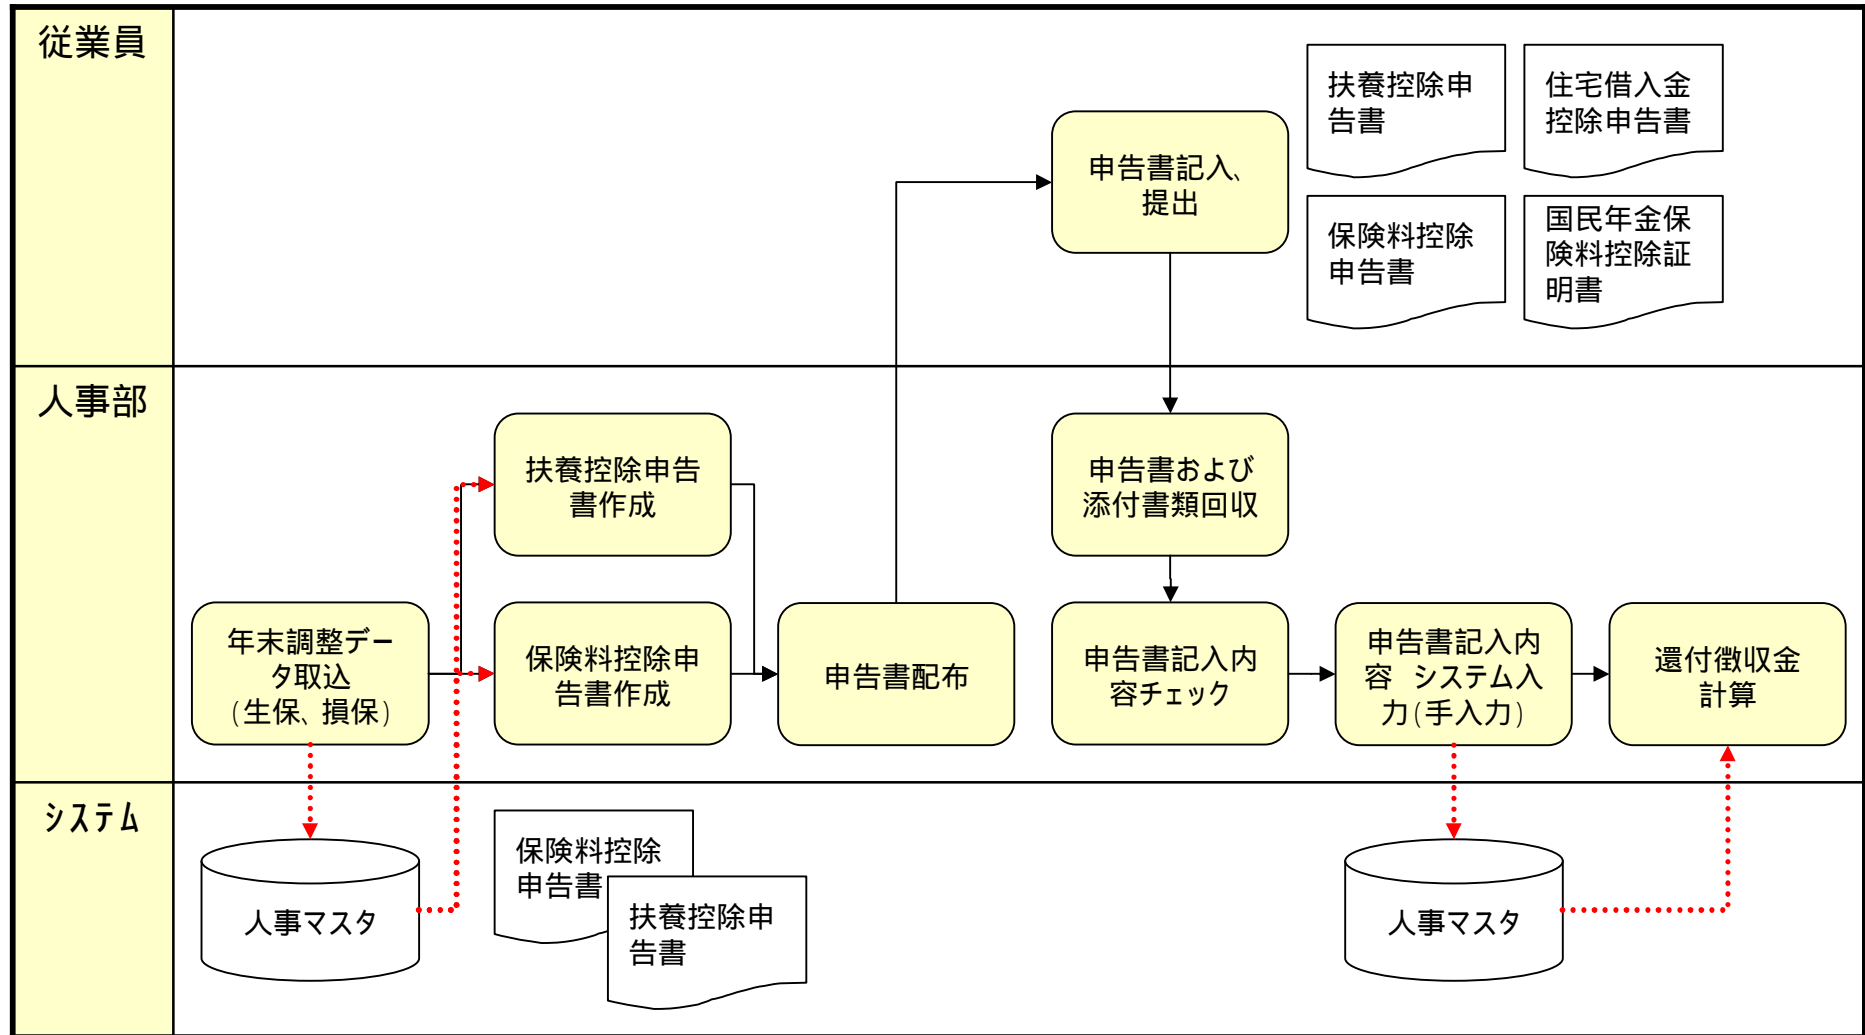 従業員
扶養控除申
告書
住宅借入金
控除申告書
申告書記入、
提出
保険料控除
申告書
国民年金保
険料控除証
明書
人事部
扶養控除申告
書作成
申告書および
添付書類回収
年末調整デー
タ取込
(生保、損保)
保険料控除申
告書作成
申告書配布
申告書記入内
容チェック
申告書記入内
容 システム入
力(手入力)
還付徴収金
計算
システム
人事マスタ
保険料控除
申告書
扶養控除申
告書
人事マスタ